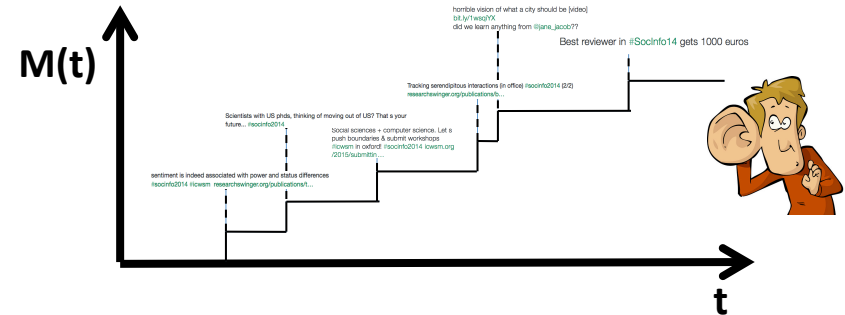 horrible vision of what a city should be [video]
bit.ly/1wsqjYX
did we learn anything from @jane_jacob??
Best reviewer in #SocInfo14 gets 1000 euros
M(t)
Tracking serendipitous interactions (in office) #socinfo2014 (2/2)
researchswinger.org/publications/b...
Scientists with US phds, thinking of moving out of US? That s your
future... #socinfo2014
Social sciences + computer science. Let s
push boundaries & submit workshops
#icwsm in oxford! #socinfo2014 icwsm.org
/2015/submittin ...
sentiment is indeed associated with power and status differences
#socinfo2014 #icwsm researchswinger.org/publications/t...
t